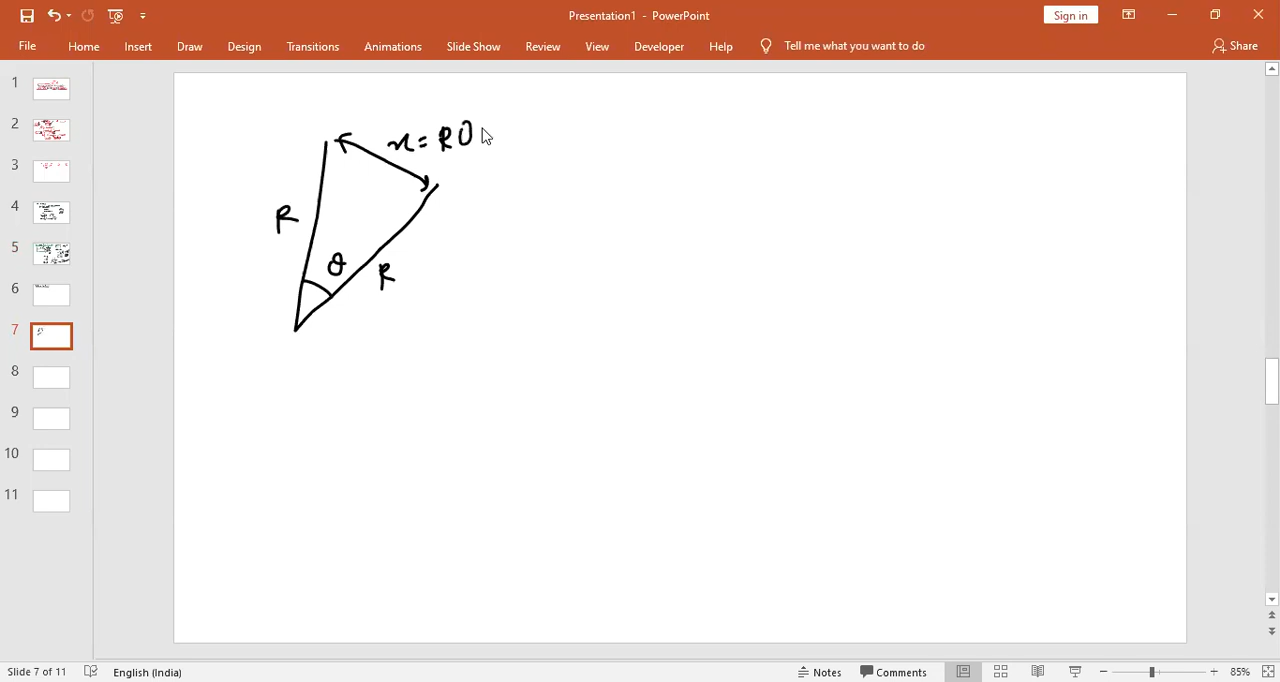 Presentation1 - PowerPoint
Sign in
File Home Insert Draw Design Transitions Animations Slide Show Review View Developer Help Tell me what you want to do Share
1
2
3
4
5
6
7
8
9
10
11
x = Rθ
R
θ
R
Slide 7 of 11 English (India) Notes Comments 85%